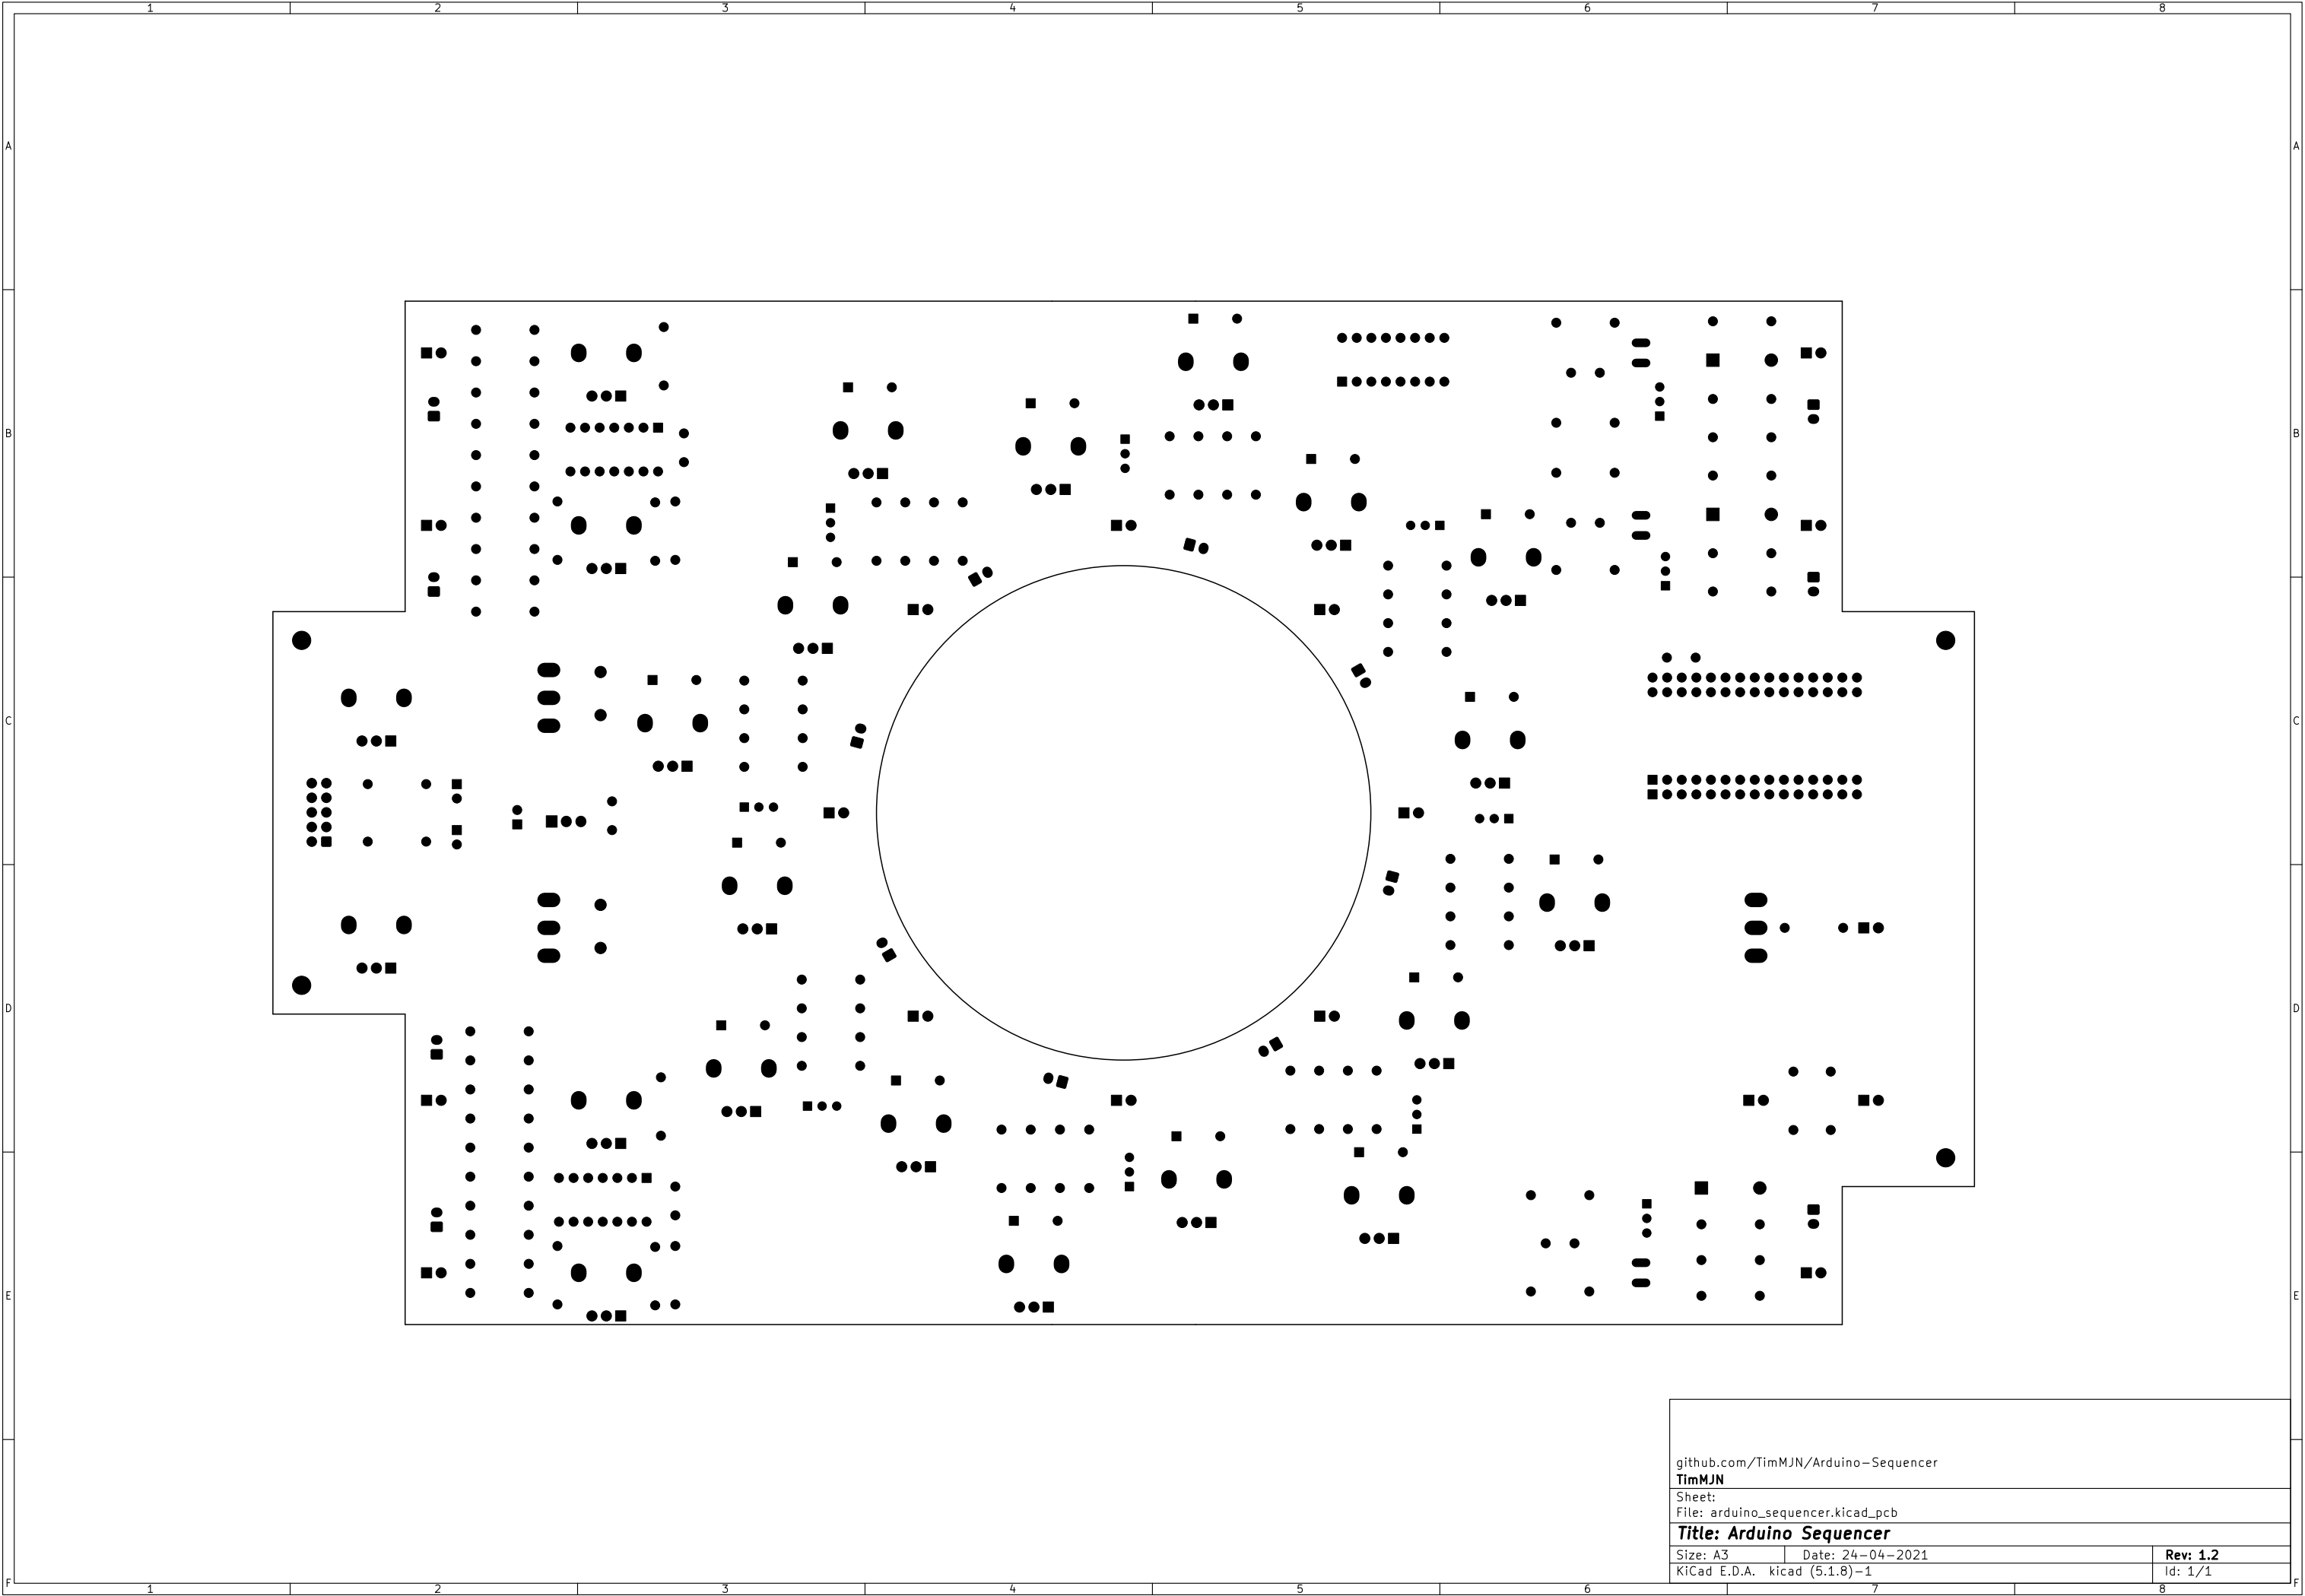 1 2 3 4 5 6 7 8
A A
B B
C C
D D
E E
github.com/TimMJN/Arduino-Sequencer
TimMJN
Sheet:
File: arduino_sequencer.kicad_pcb
Title: Arduino Sequencer
Size: A3 Date: 24-04-2021 Rev: 1.2
KiCad E.D.A. kicad (5.1.8)-1 Id: 1/1
F F
1 2 3 4 5 6 7 8